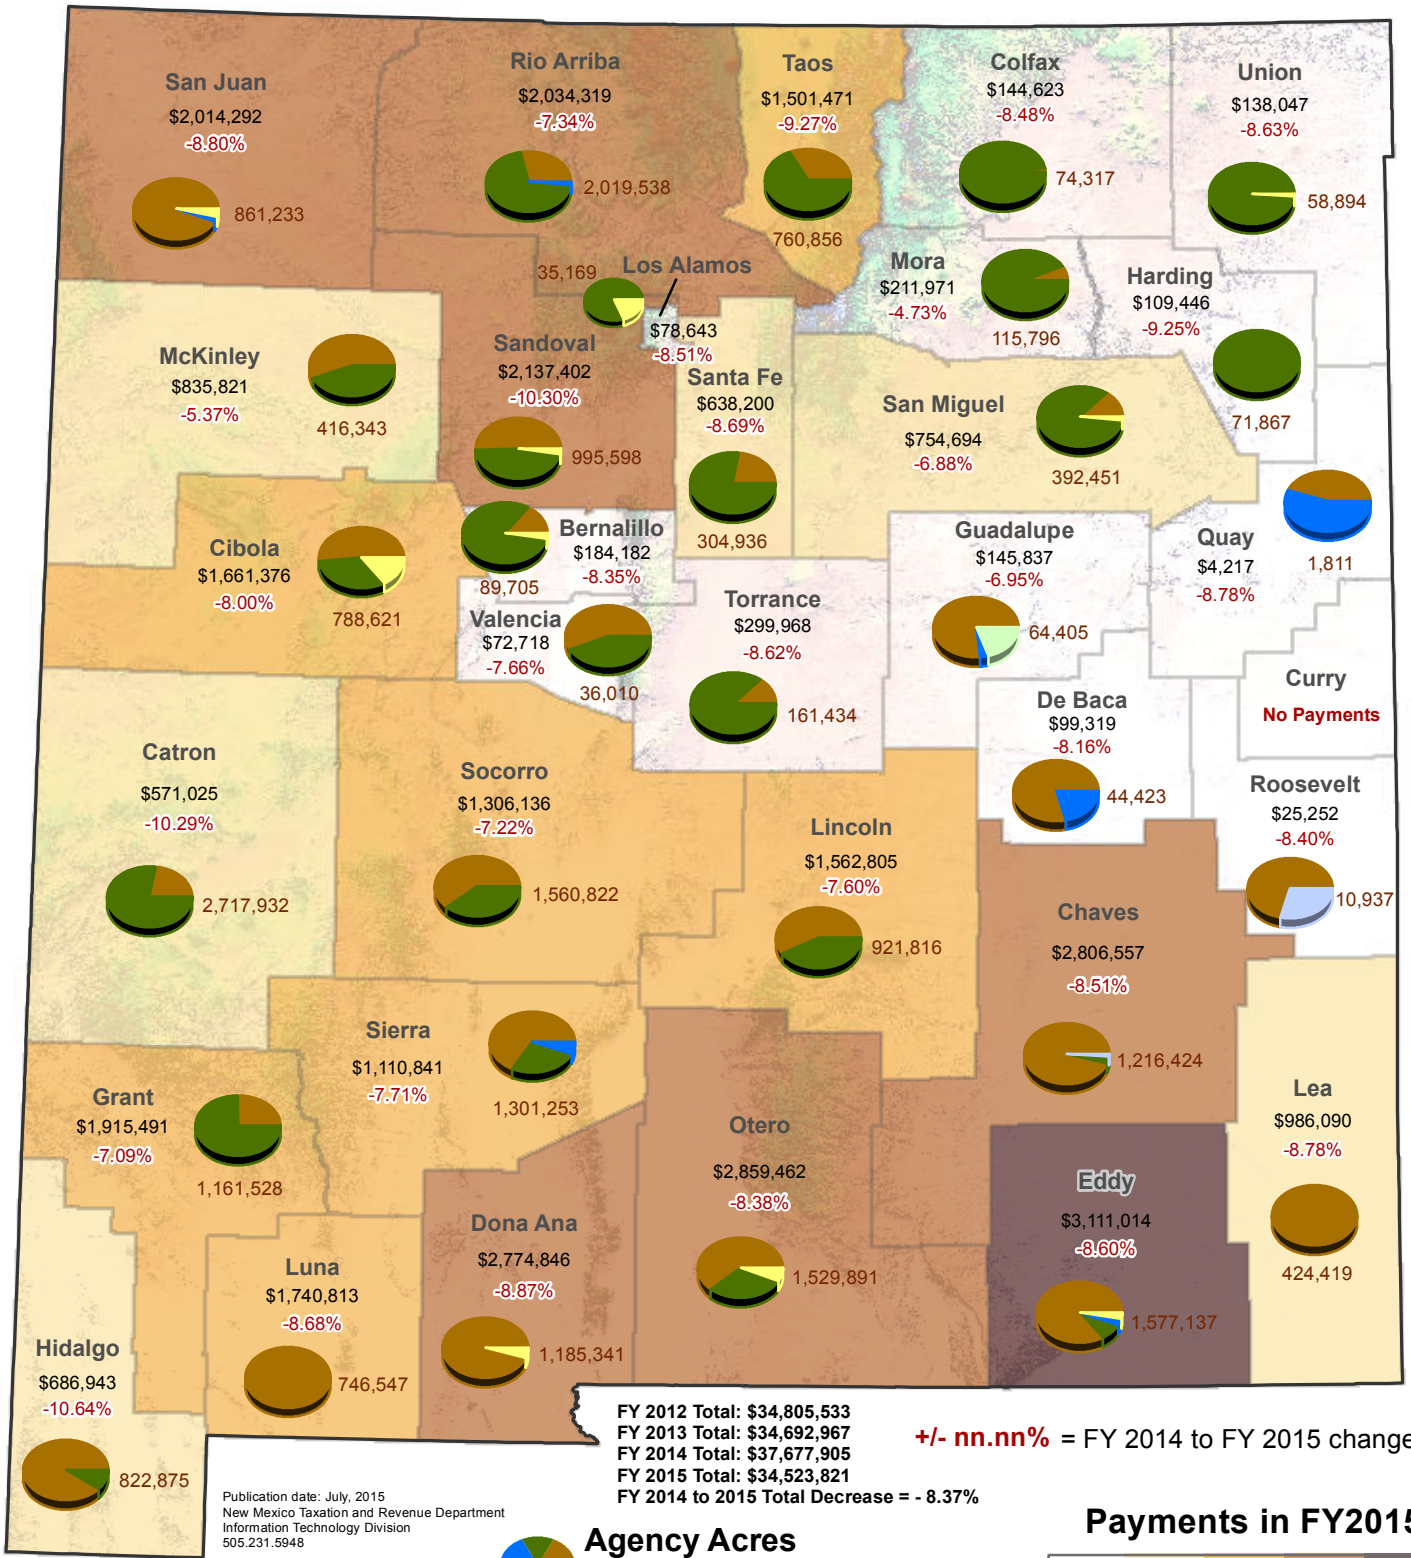 San Juan
$2,014,292
-8.80%
861,233
Rio Arriba
$2,034,319
-7.34%
2,019,538
Taos
$1,501,471
-9.27%
760,856
Colfax
$144,623
-8.48%
74,317
Union
$138,047
-8.63%
58,894
Mora
$211,971
-4.73%
115,796
Harding
$109,446
-9.25%
71,867
35,169
Los Alamos
$78,643
-8.51%
McKinley
$835,821
-5.37%
416,343
Sandoval
$2,137,402
-10.30%
995,598
Santa Fe
$638,200
-8.69%
304,936
San Miguel
$754,694
-6.88%
392,451
Cibola
$1,661,376
-8.00%
788,621
Bernalillo
$184,182
-8.35%
89,705
Guadalupe
$145,837
-6.95%
64,405
Quay
$4,217
-8.78%
1,811
Valencia
$72,718
-7.66%
36,010
Torrance
$299,968
-8.62%
161,434
Curry
No Payments
De Baca
$99,319
-8.16%
44,423
Catron
$571,025
-10.29%
2,717,932
Socorro
$1,306,136
-7.22%
1,560,822
Lincoln
$1,562,805
-7.60%
921,816
Roosevelt
$25,252
-8.40%
10,937
Chaves
$2,806,557
-8.51%
1,216,424
Sierra
$1,110,841
-7.71%
1,301,253
Grant
$1,915,491
-7.09%
1,161,528
Otero
$2,859,462
-8.38%
1,529,891
Lea
$986,090
-8.78%
424,419
Eddy
$3,111,014
-8.60%
1,577,137
Dona Ana
$2,774,846
-8.87%
1,185,341
Luna
$1,740,813
-8.68%
746,547
Hidalgo
$686,943
-10.64%
822,875
FY 2012 Total: $34,805,533
FY 2013 Total: $34,692,967
FY 2014 Total: $37,677,905
FY 2015 Total: $34,523,821
FY 2014 to 2015 Total Decrease = - 8.37%
+/- nn.nn% = FY 2014 to FY 2015 change
Publication date: July, 2015
New Mexico Taxation and Revenue Department
Information Technology Division
505.231.5948
Agency Acres
Payments in FY2015